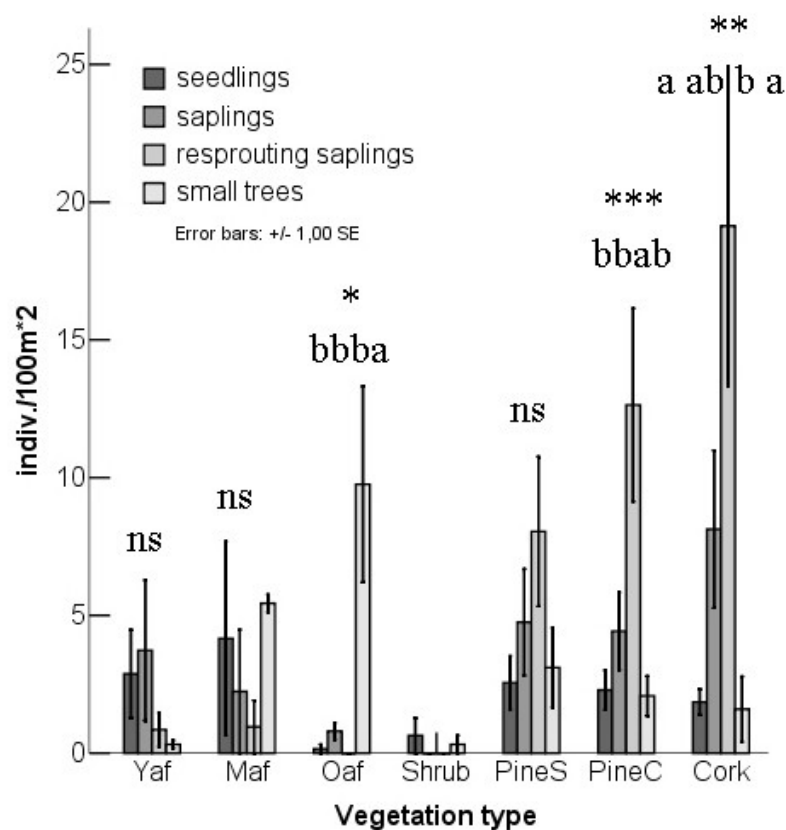 **
25
a ab b a
seedlings
saplings
resprouting saplings
small trees
Error bars: +/- 1,00 SE
20
***
bbab
*
bbba
15
ns
10
ns
ns
5
0
indiv./100m*2
Yaf Maf Oaf Shrub PineS PineC Cork
Vegetation type